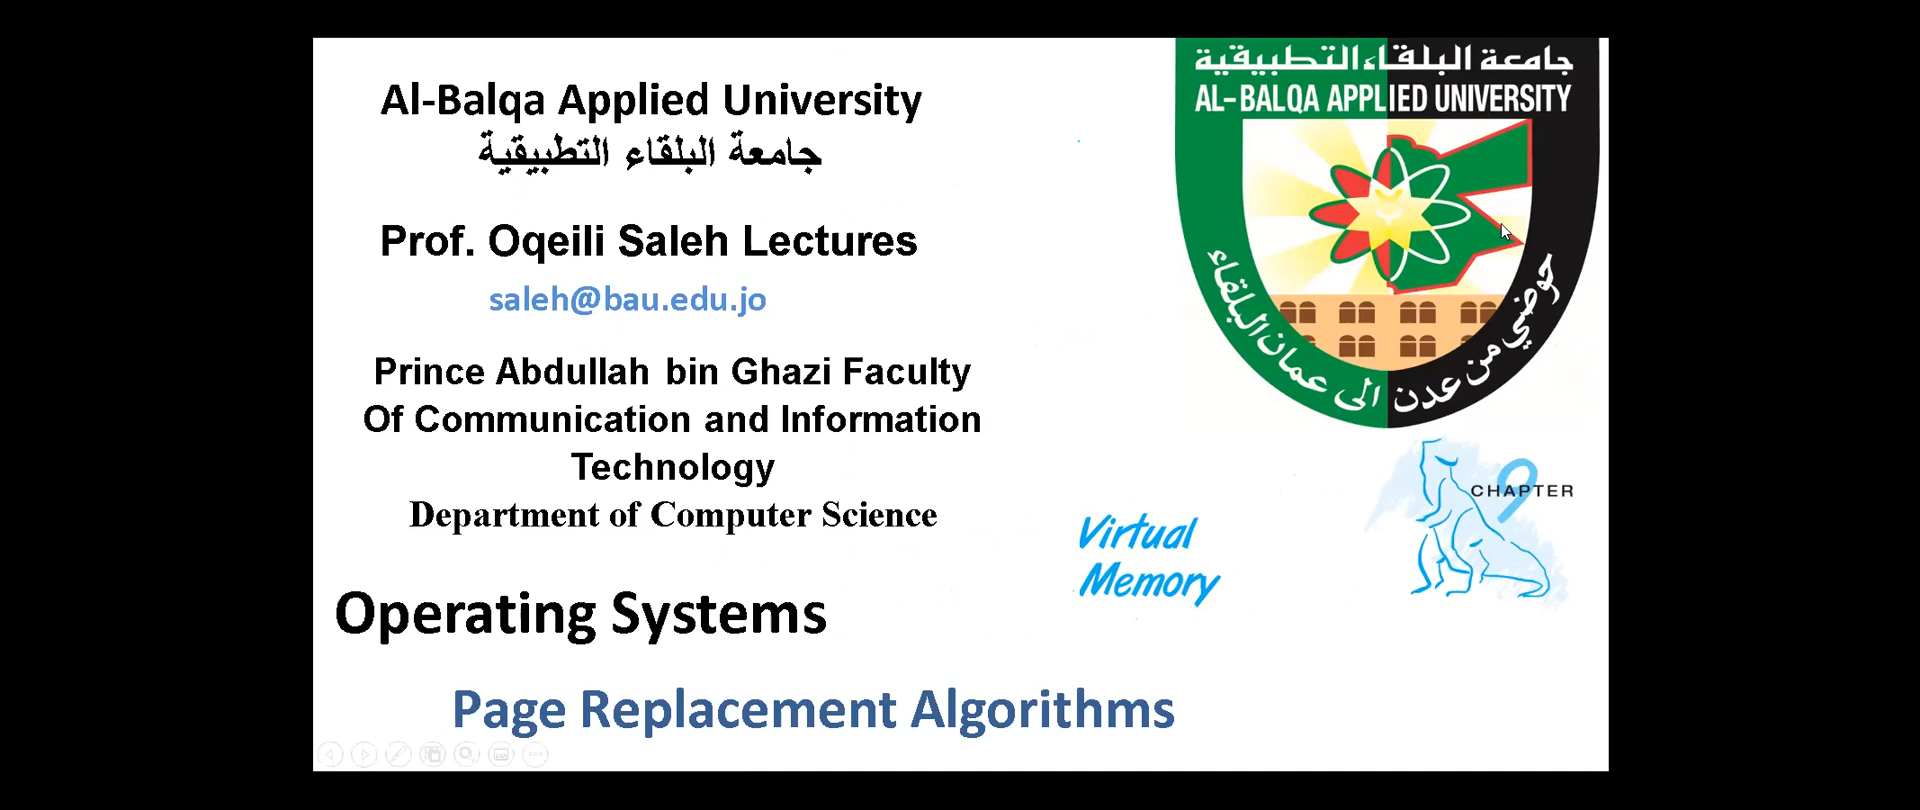 Al-Balqa Applied University
جامعة البلقاء التطبيقية
Prof. Oqeili Saleh Lectures
saleh@bau.edu.jo
Prince Abdullah bin Ghazi Faculty
Of Communication and Information
Technology
Department of Computer Science
Operating Systems
Page Replacement Algorithms
جامعة البلقاء التطبيقية
AL-BALQA APPLIED UNIVERSITY
حوضي من عدن الى عمان البلقاء
CHAPTER 9
Virtual
Memory